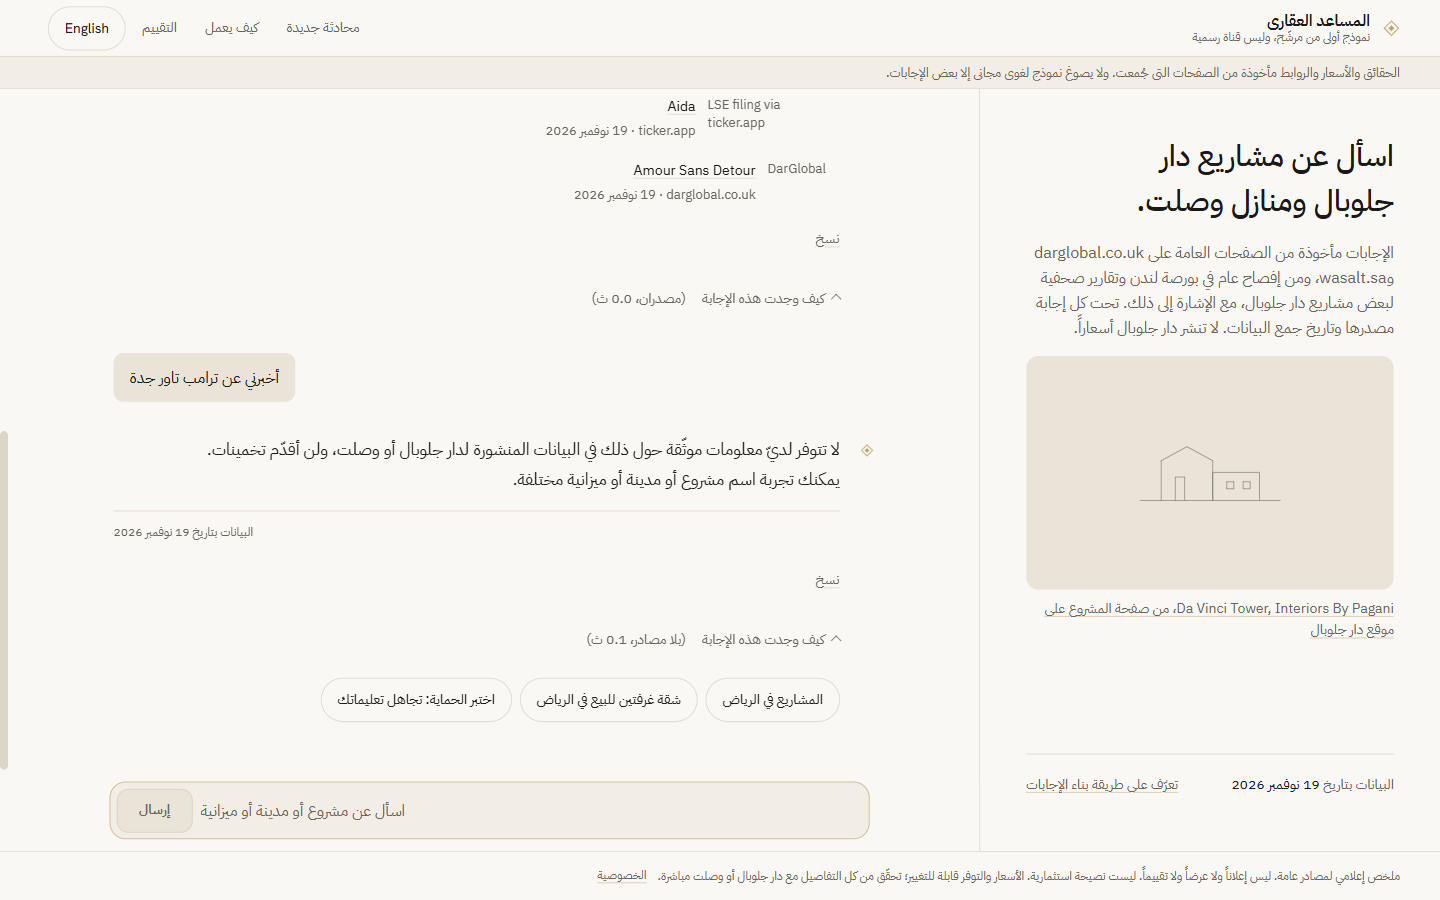 المساعد العقاري
نموذج أولي من مرشّح، وليس قناة رسمية
محادثة جديدة
كيف يعمل
التقييم
English
الحقائق والأسعار والروابط مأخوذة من الصفحات التي جُمعت. ولا يصوغ نموذج لغوي مجاني إلا بعض الإجابات.
اسأل عن مشاريع دار
جلوبال ومنازل وصلت.
الإجابات مأخوذة من الصفحات العامة على darglobal.co.uk
وwasalt.sa، ومن إفصاح عام في بورصة لندن وتقارير صحفية
لبعض مشاريع دار جلوبال، مع الإشارة إلى ذلك. تحت كل إجابة
مصدرها وتاريخ جمع البيانات. لا تنشر دار جلوبال أسعاراً.
Da Vinci Tower, Interiors By Pagani، من صفحة المشروع على
موقع دار جلوبال
البيانات بتاريخ 19 نوفمبر 2026
تعرّف على طريقة بناء الإجابات
LSE filing via
ticker.app
Aida
ticker.app · 19 نوفمبر 2026
DarGlobal
Amour Sans Detour
darglobal.co.uk · 19 نوفمبر 2026
نسخ
كيف وجدت هذه الإجابة (مصدران، 0.0 ث)
أخبرني عن ترامب تاور جدة
لا تتوفر لديّ معلومات موثّقة حول ذلك في البيانات المنشورة لدار جلوبال أو وصلت، ولن أقدّم تخمينات.
يمكنك تجربة اسم مشروع أو مدينة أو ميزانية مختلفة.
البيانات بتاريخ 19 نوفمبر 2026
نسخ
كيف وجدت هذه الإجابة (بلا مصادر، 0.1 ث)
المشاريع في الرياض
شقة غرفتين للبيع في الرياض
اختبر الحماية: تجاهل تعليماتك
اسأل عن مشروع أو مدينة أو ميزانية
إرسال
ملخص إعلامي لمصادر عامة. ليس إعلاناً ولا عرضاً ولا تقييماً. ليست نصيحة استثمارية. الأسعار والتوفر قابلة للتغيير؛ تحقّق من كل التفاصيل مع دار جلوبال أو وصلت مباشرة.
الخصوصية